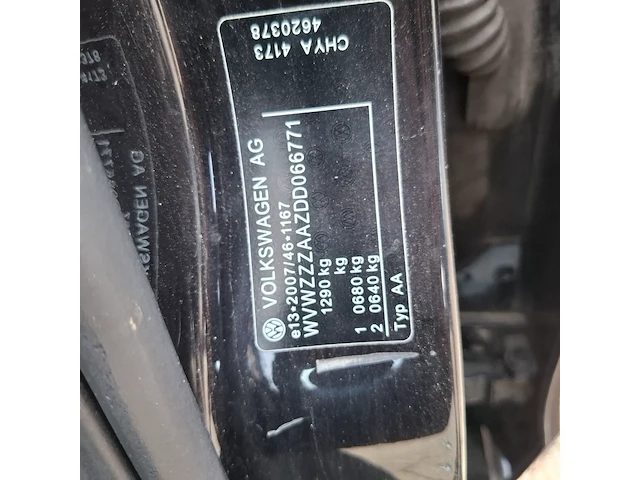 VOLKSWAGEN AG
e13*2007/46*1167
WVWZZZAAZDD066771
1290 kg
kg
1 0680 kg
2 0640 kg
Typ AA
CHYA 4173
4620378